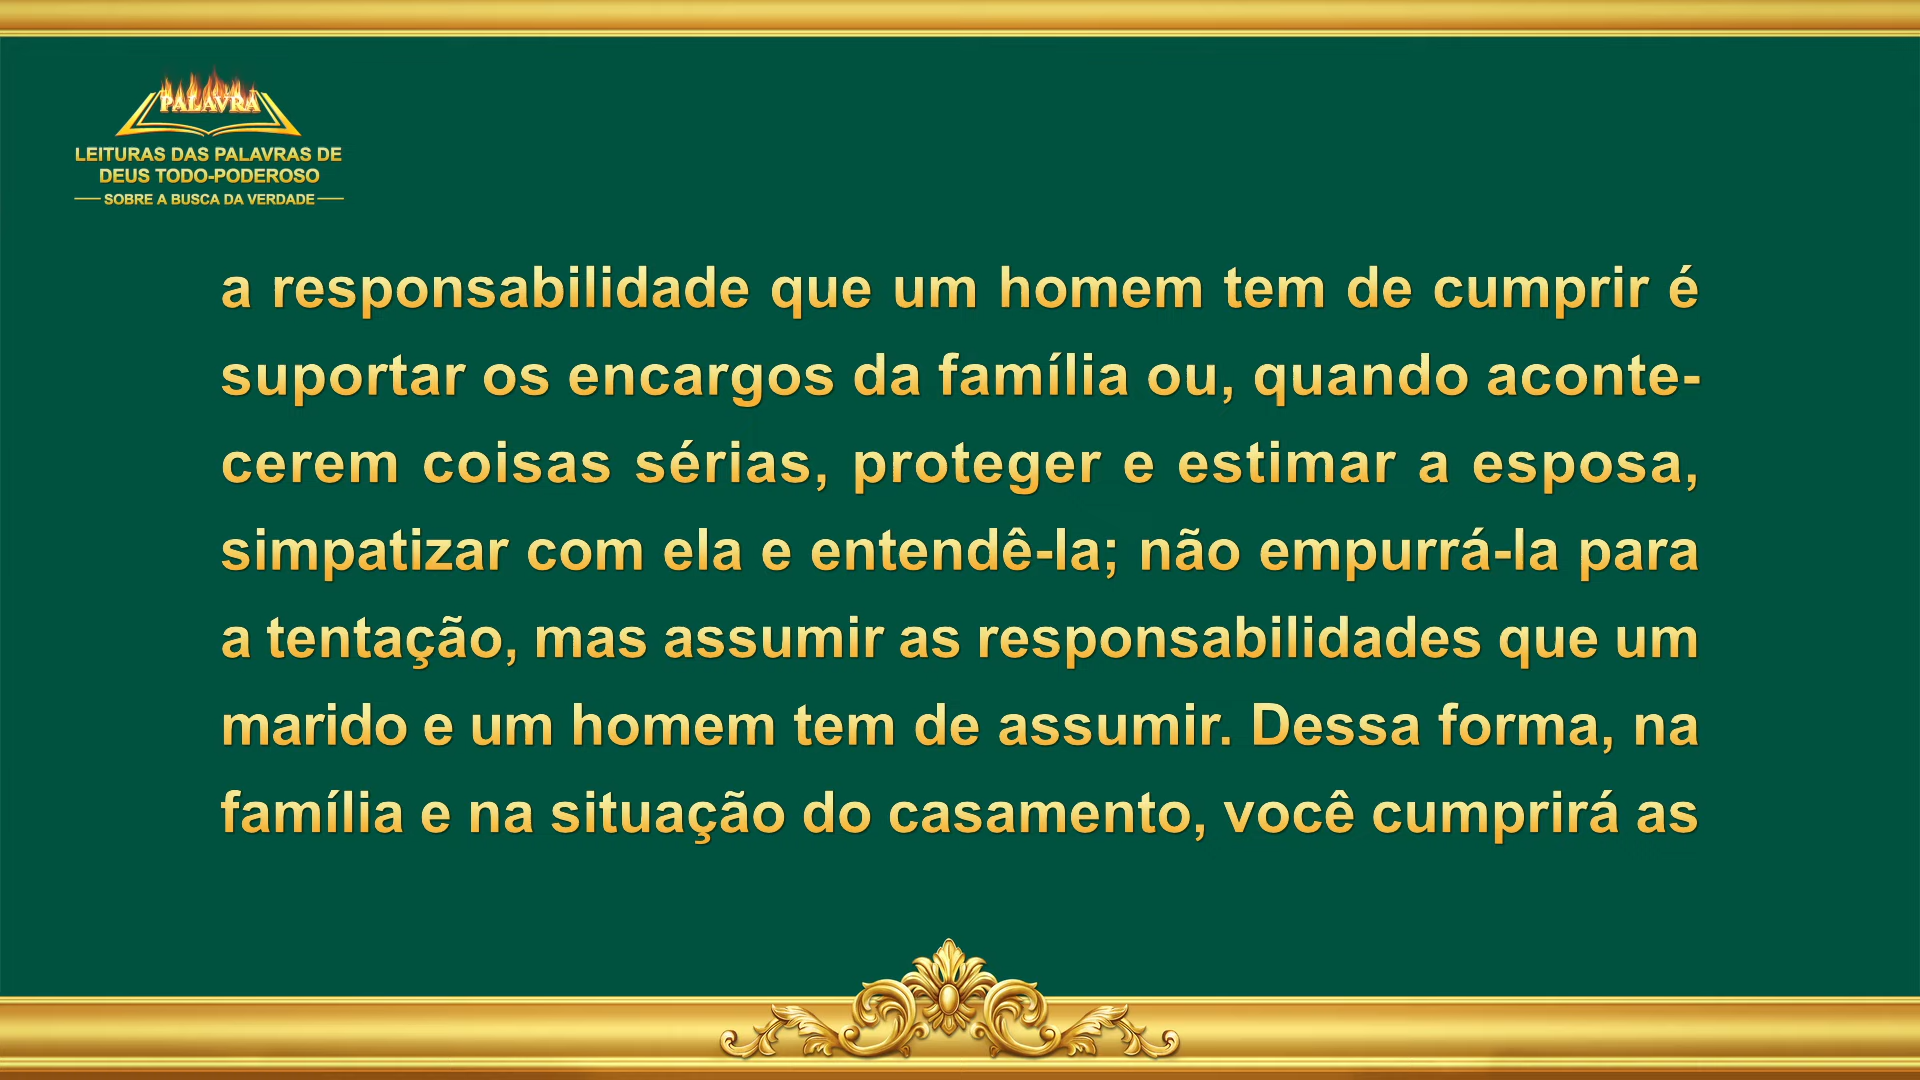 PALAVRA
LEITURAS DAS PALAVRAS DE
DEUS TODO-PODEROSO
SOBRE A BUSCA DA VERDADE
a responsabilidade que um homem tem de cumprir é
suportar os encargos da família ou, quando aconte-
cerem coisas sérias, proteger e estimar a esposa,
simpatizar com ela e entendê-la; não empurrá-la para
a tentação, mas assumir as responsabilidades que um
marido e um homem tem de assumir. Dessa forma, na
família e na situação do casamento, você cumprirá as